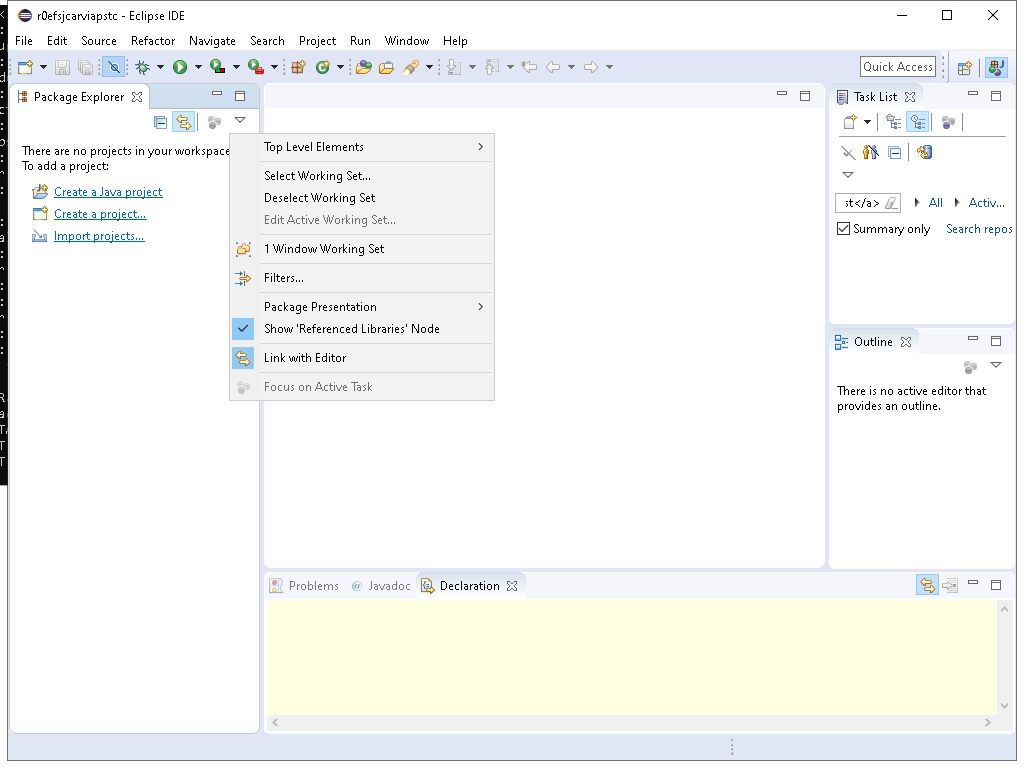 r0efsjcarviapstc - Eclipse IDE
File Edit Source Refactor Navigate Search Project Run Window Help
Quick Access
Package Explorer
Task List
There are no projects in your workspace
To add a project:
Create a Java project
Create a project...
Import projects...
Top Level Elements
Select Working Set...
Deselect Working Set
Edit Active Working Set...
1 Window Working Set
Filters...
Package Presentation
Show 'Referenced Libraries' Node
Link with Editor
Focus on Active Task
st</a> All Activ...
Summary only Search repos
Outline
There is no active editor that
provides an outline.
Problems @ Javadoc Declaration